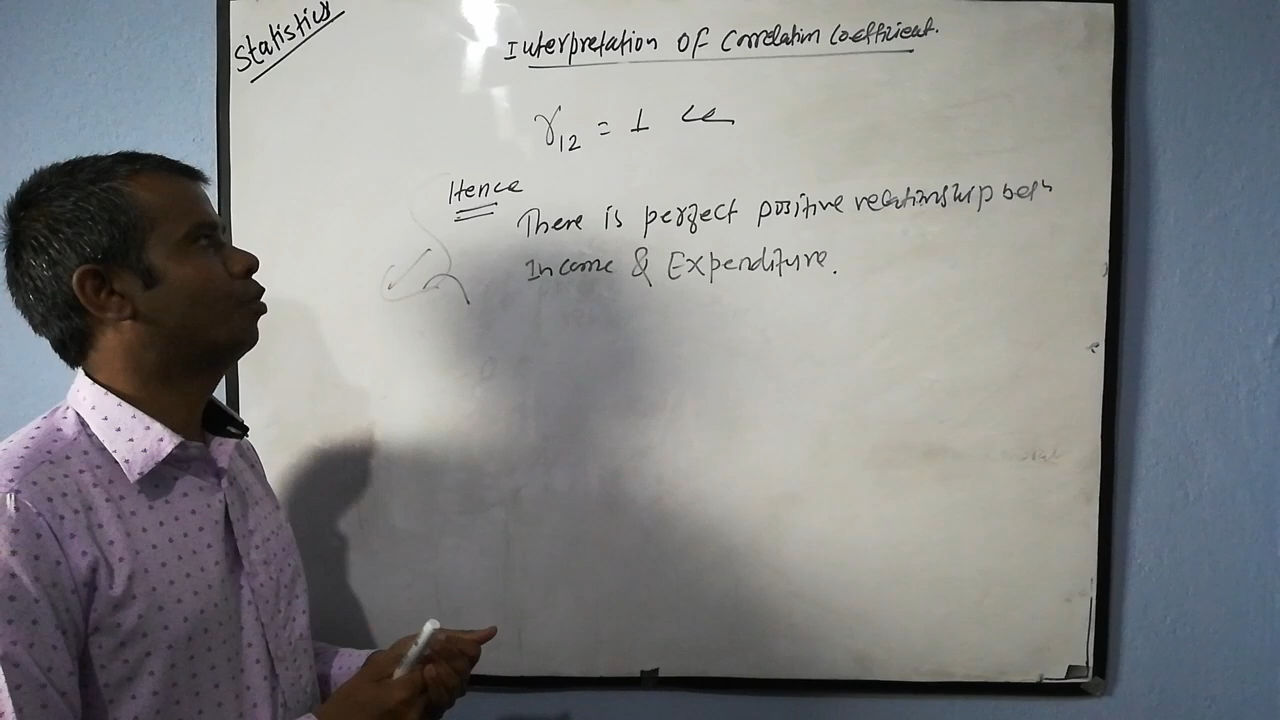 Statistics
Interpretation OF Correlation Coefficient.
r12 = 1
Hence
There is perfect positive relationship betn
Income & Expenditure.